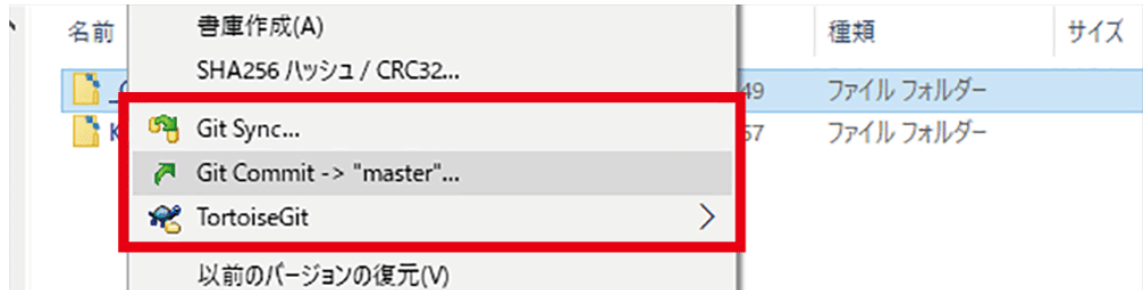 名前
種類
サイズ
書庫作成(A)
SHA256 ハッシュ / CRC32...
49
ファイル フォルダー
Git Sync...
K
57
ファイル フォルダー
Git Commit -> "master"...
TortoiseGit
以前のバージョンの復元(V)